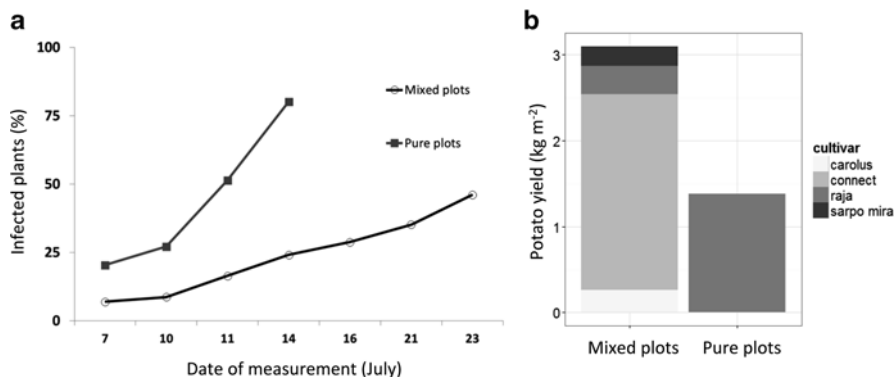 a
100
75
50
25
0
Infected plants (%)
Mixed plots
Pure plots
7 10 11 14 16 21 23
Date of measurement (July)
b
3
2
1
0
Potato yield (kg m⁻²)
Mixed plots Pure plots
cultivar
carolus
connect
raja
sarpo mira